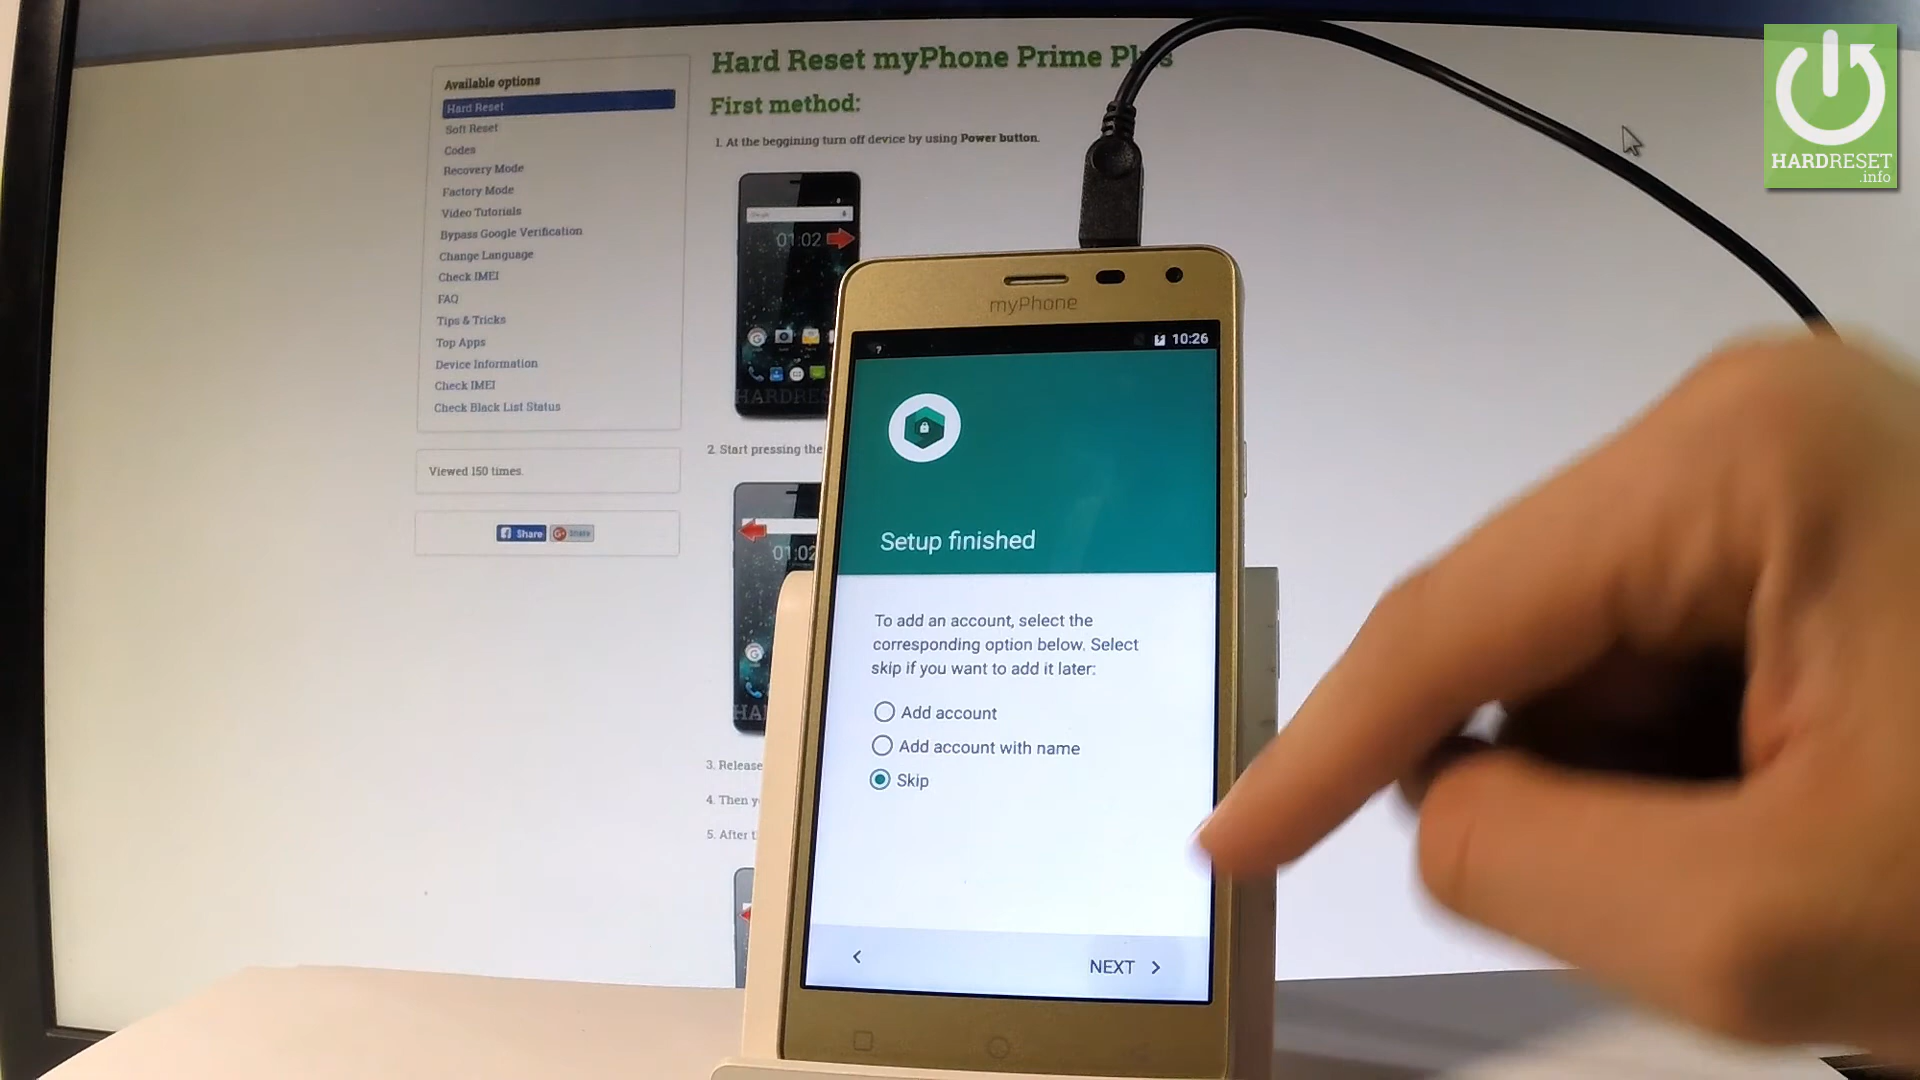 Hard Reset myPhone Prime Pl s
First method:
1. At the beggining turn off device by using Power button.
Available options
Hard Reset
Soft Reset
Codes
Recovery Mode
Factory Mode
Video Tutorials
Bypass Google Verification
Change Language
Check IMEI
FAQ
Tips & Tricks
Top Apps
Device Information
Check IMEI
Check Black List Status
Viewed 150 times.
Share
Share
01:02
HARDRES
2. Start pressing the
01:02
HA
3. Release
4. Then y
5. After t
HARDRESET
.info
myPhone
10:26
Setup finished
To add an account, select the
corresponding option below. Select
skip if you want to add it later:
Add account
Add account with name
Skip
NEXT